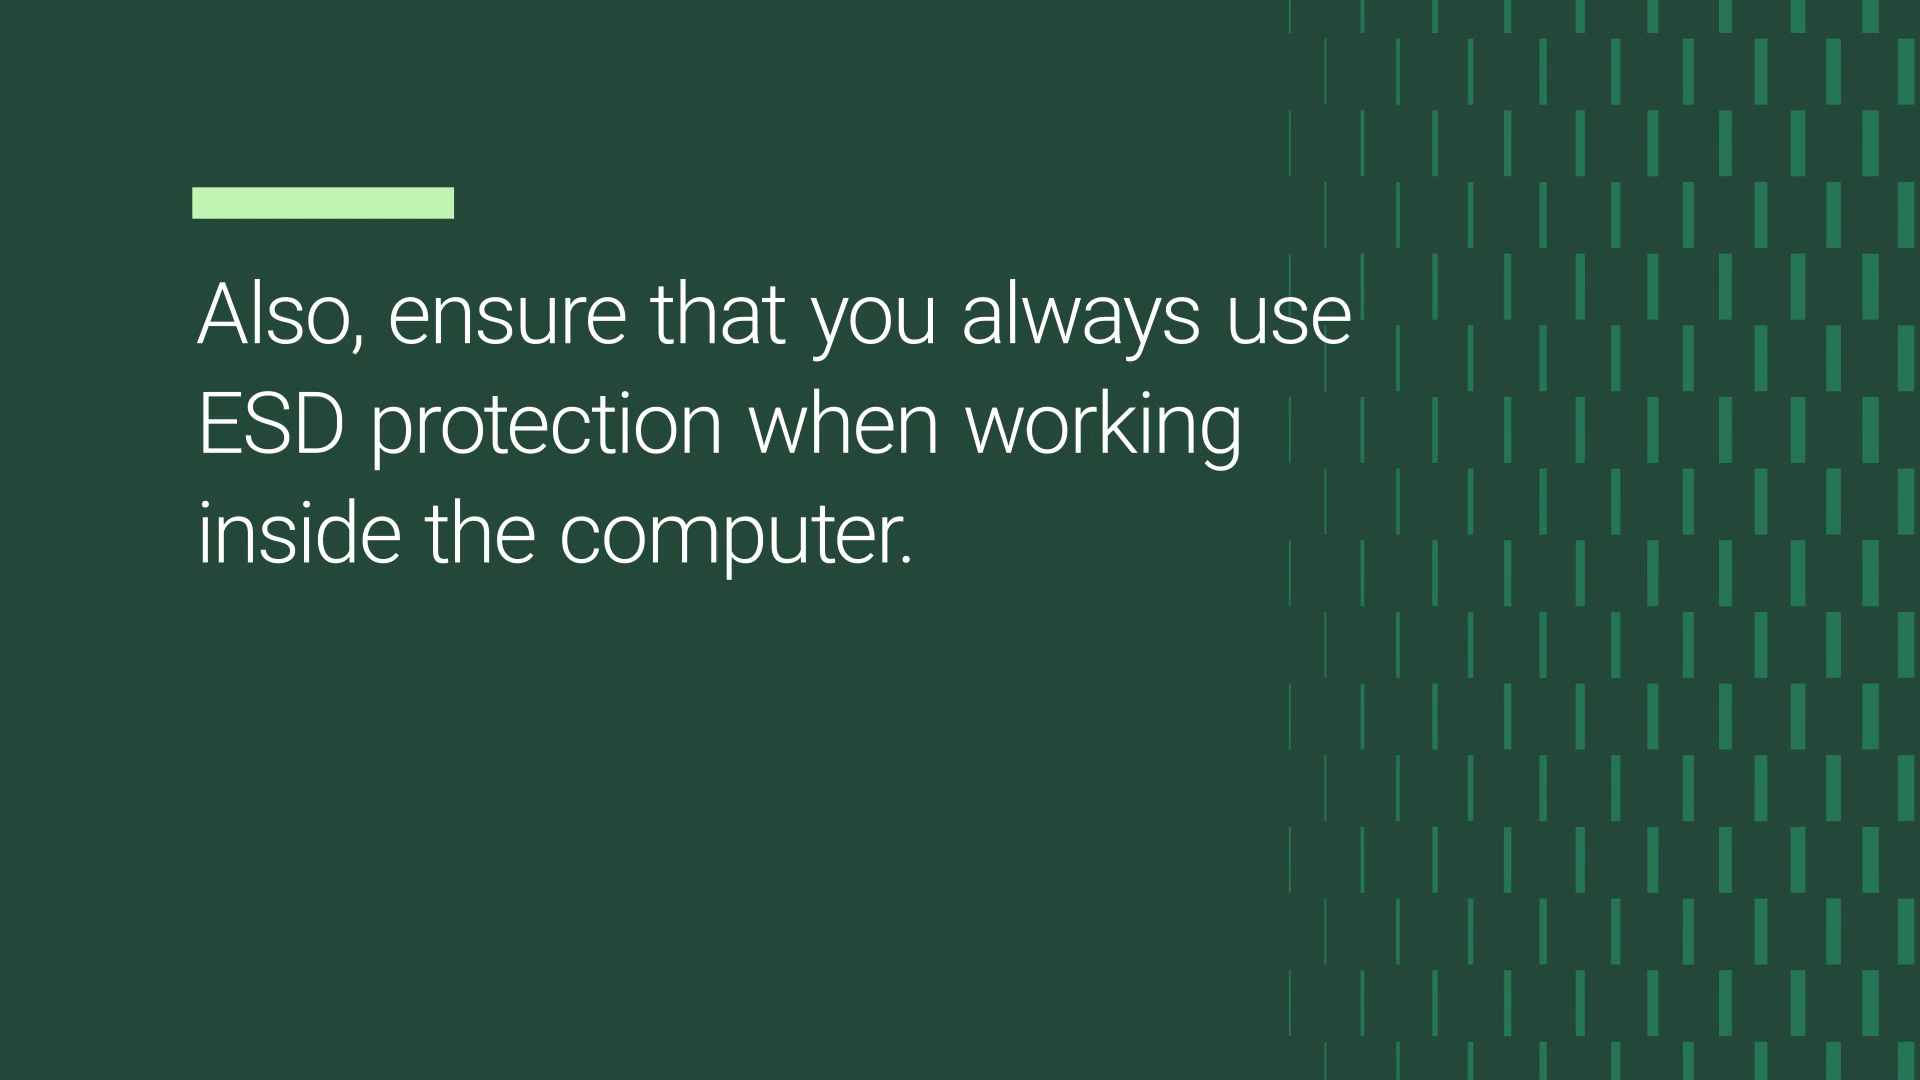 Also, ensure that you always use
ESD protection when working
inside the computer.